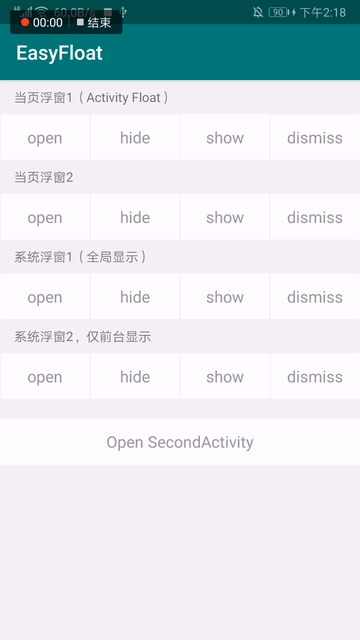 60.0B/s 90 下午2:18
00:00 结束
EasyFloat
当页浮窗1（Activity Float）
open hide show dismiss
当页浮窗2
open hide show dismiss
系统浮窗1（全局显示）
open hide show dismiss
系统浮窗2，仅前台显示
open hide show dismiss
Open SecondActivity